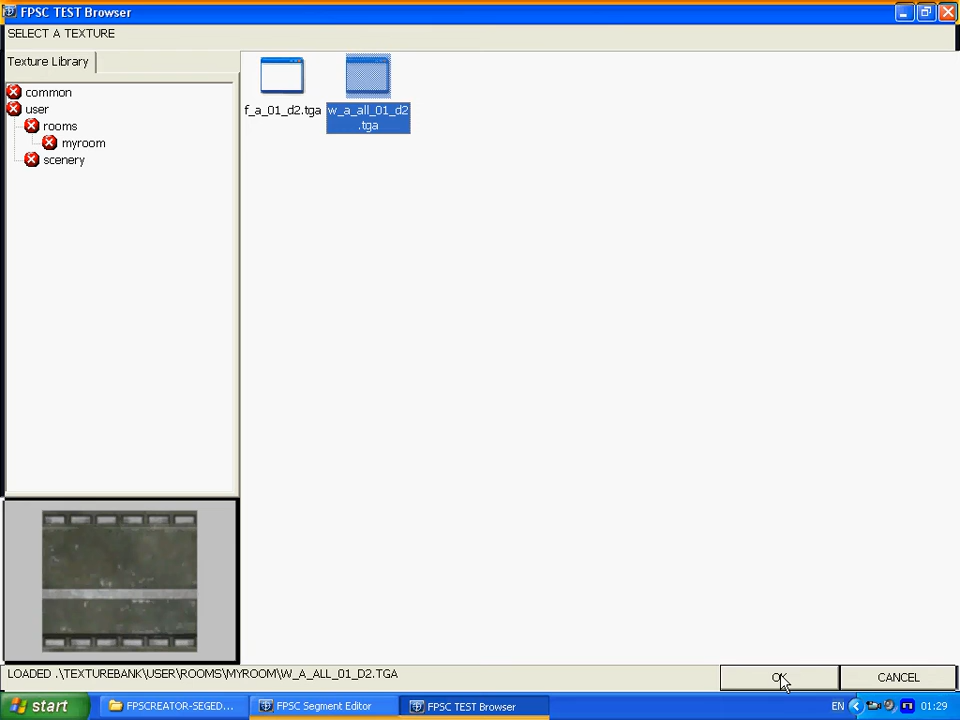 FPSC TEST Browser
SELECT A TEXTURE
Texture Library
common
user
rooms
myroom
scenery
f_a_01_d2.tga
w_a_all_01_d2
.tga
LOADED .\TEXTUREBANK\USER\ROOMS\MYROOM\W_A_ALL_01_D2.TGA
OK
CANCEL
start
FPSCREATOR-SEGED...
FPSC Segment Editor
FPSC TEST Browser
EN
01:29